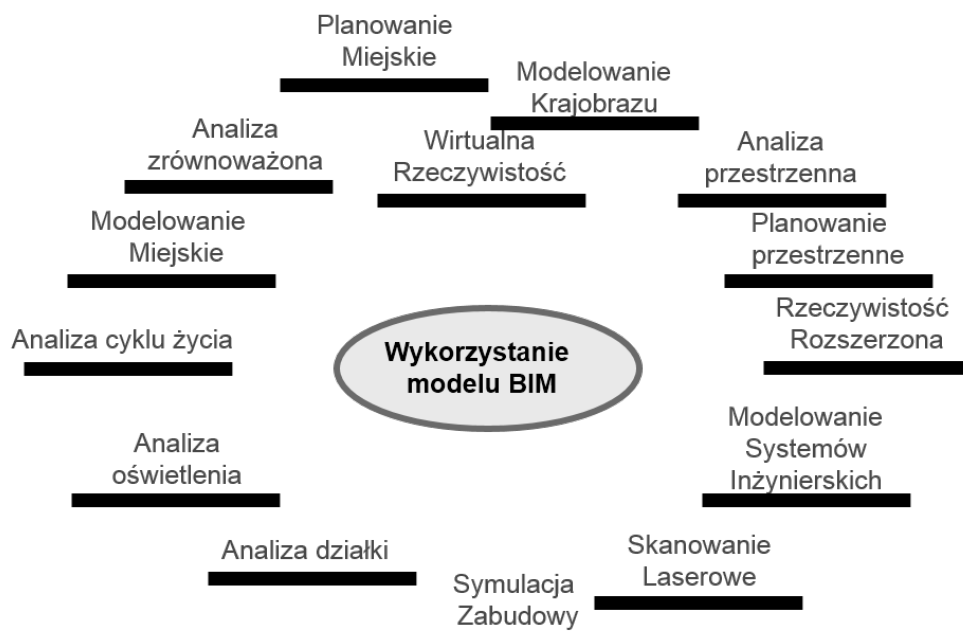 Planowanie
Miejskie
Modelowanie
Krajobrazu
Analiza
zrównoważona
Wirtualna
Rzeczywistość
Analiza
przestrzenna
Modelowanie
Miejskie
Planowanie
przestrzenne
Analiza cyklu życia
Rzeczywistość
Rozszerzona
Wykorzystanie
modelu BIM
Analiza
oświetlenia
Modelowanie
Systemów
Inżynierskich
Analiza działki
Skanowanie
Laserowe
Symulacja
Zabudowy